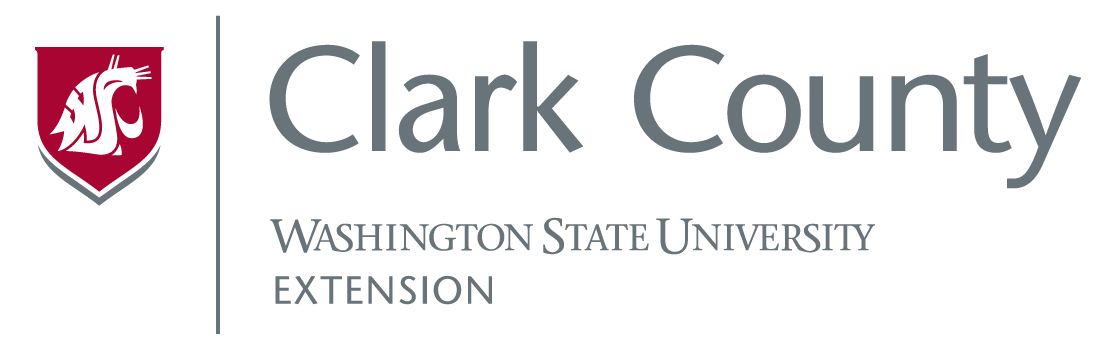 Clark County
WASHINGTON STATE UNIVERSITY
EXTENSION